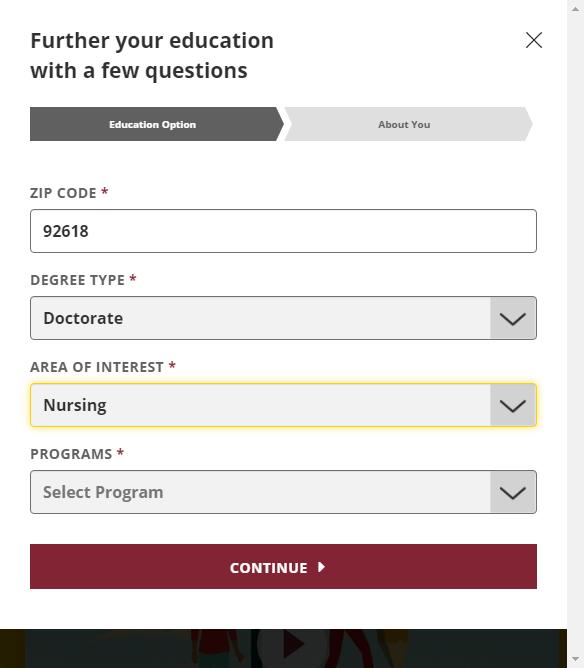 Further your education
with a few questions
Education Option
About You
ZIP CODE *
92618
DEGREE TYPE *
Doctorate
AREA OF INTEREST *
Nursing
PROGRAMS *
Select Program
CONTINUE